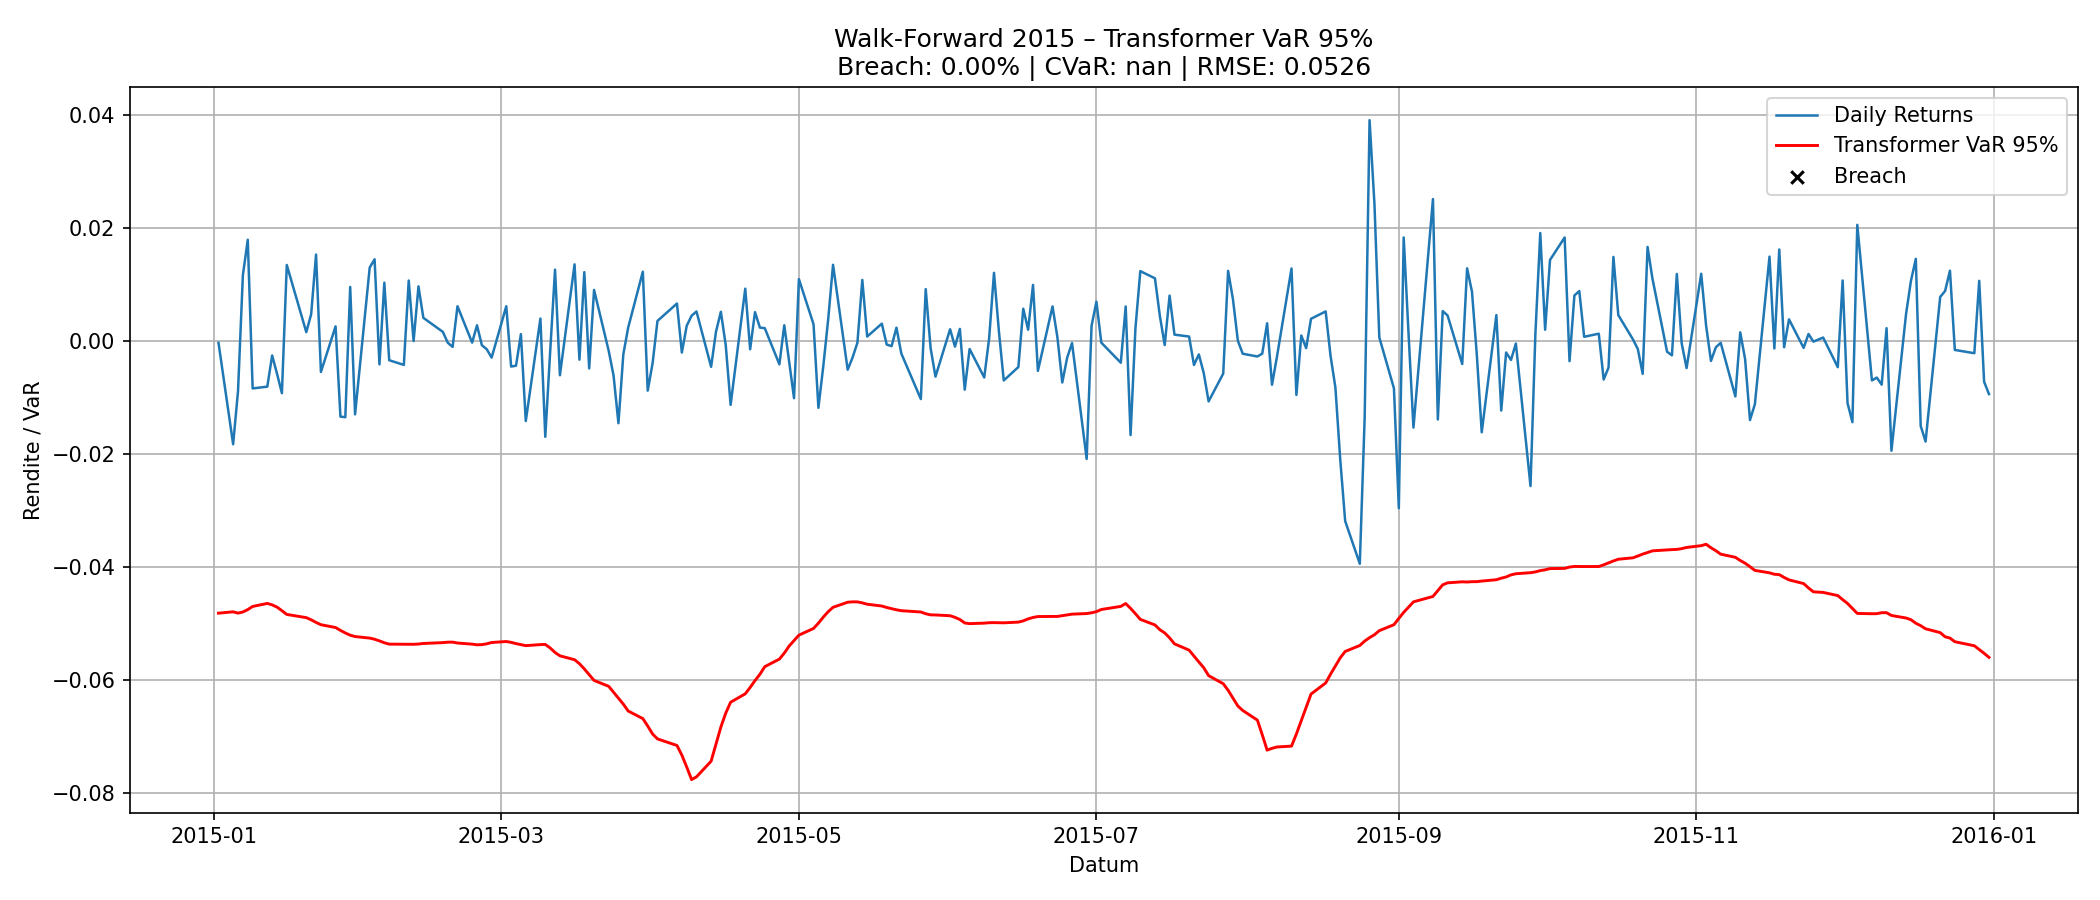 Walk-Forward 2015 – Transformer VaR 95%
Breach: 0.00% | CVaR: nan | RMSE: 0.0526
Daily Returns
Transformer VaR 95%
Breach
0.04
0.02
0.00
−0.02
−0.04
−0.06
−0.08
Rendite / VaR
2015-01 2015-03 2015-05 2015-07 2015-09 2015-11 2016-01
Datum